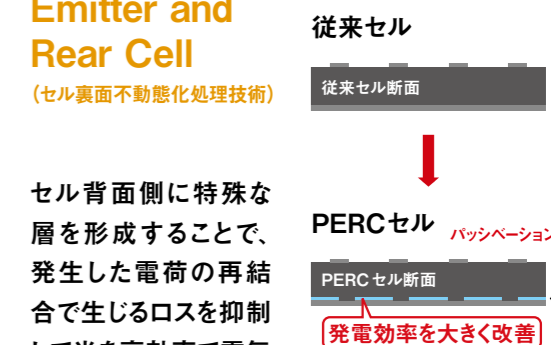 Emitter and
Rear Cell
（セル裏面不動態化処理技術）
セル背面側に特殊な
層を形成することで、
発生した電荷の再結
合で生じるロスを抑制
従来セル
従来セル断面
PERCセル
パッシベーション
PERCセル断面
発電効率を大きく改善